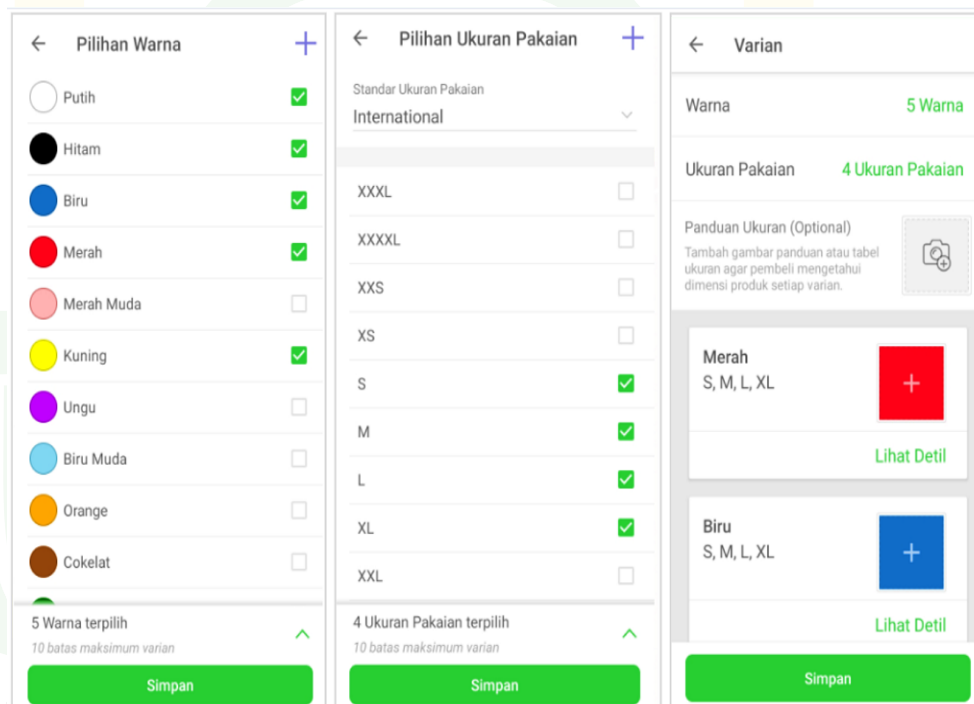 Pilihan Warna
Putih
Hitam
Biru
Merah
Merah Muda
Kuning
Ungu
Biru Muda
Orange
Cokelat
5 Warna terpilih
10 batas maksimum varian
Simpan
Pilihan Ukuran Pakaian
Standar Ukuran Pakaian
International
XXXL
XXXXL
XXS
XS
S
M
L
XL
XXL
4 Ukuran Pakaian terpilih
10 batas maksimum varian
Simpan
Varian
Warna 5 Warna
Ukuran Pakaian 4 Ukuran Pakaian
Panduan Ukuran (Optional)
Tambah gambar panduan atau tabel
ukuran agar pembeli mengetahui
dimensi produk setiap varian.
Merah
S, M, L, XL
Lihat Detil
Biru
S, M, L, XL
Lihat Detil
Simpan